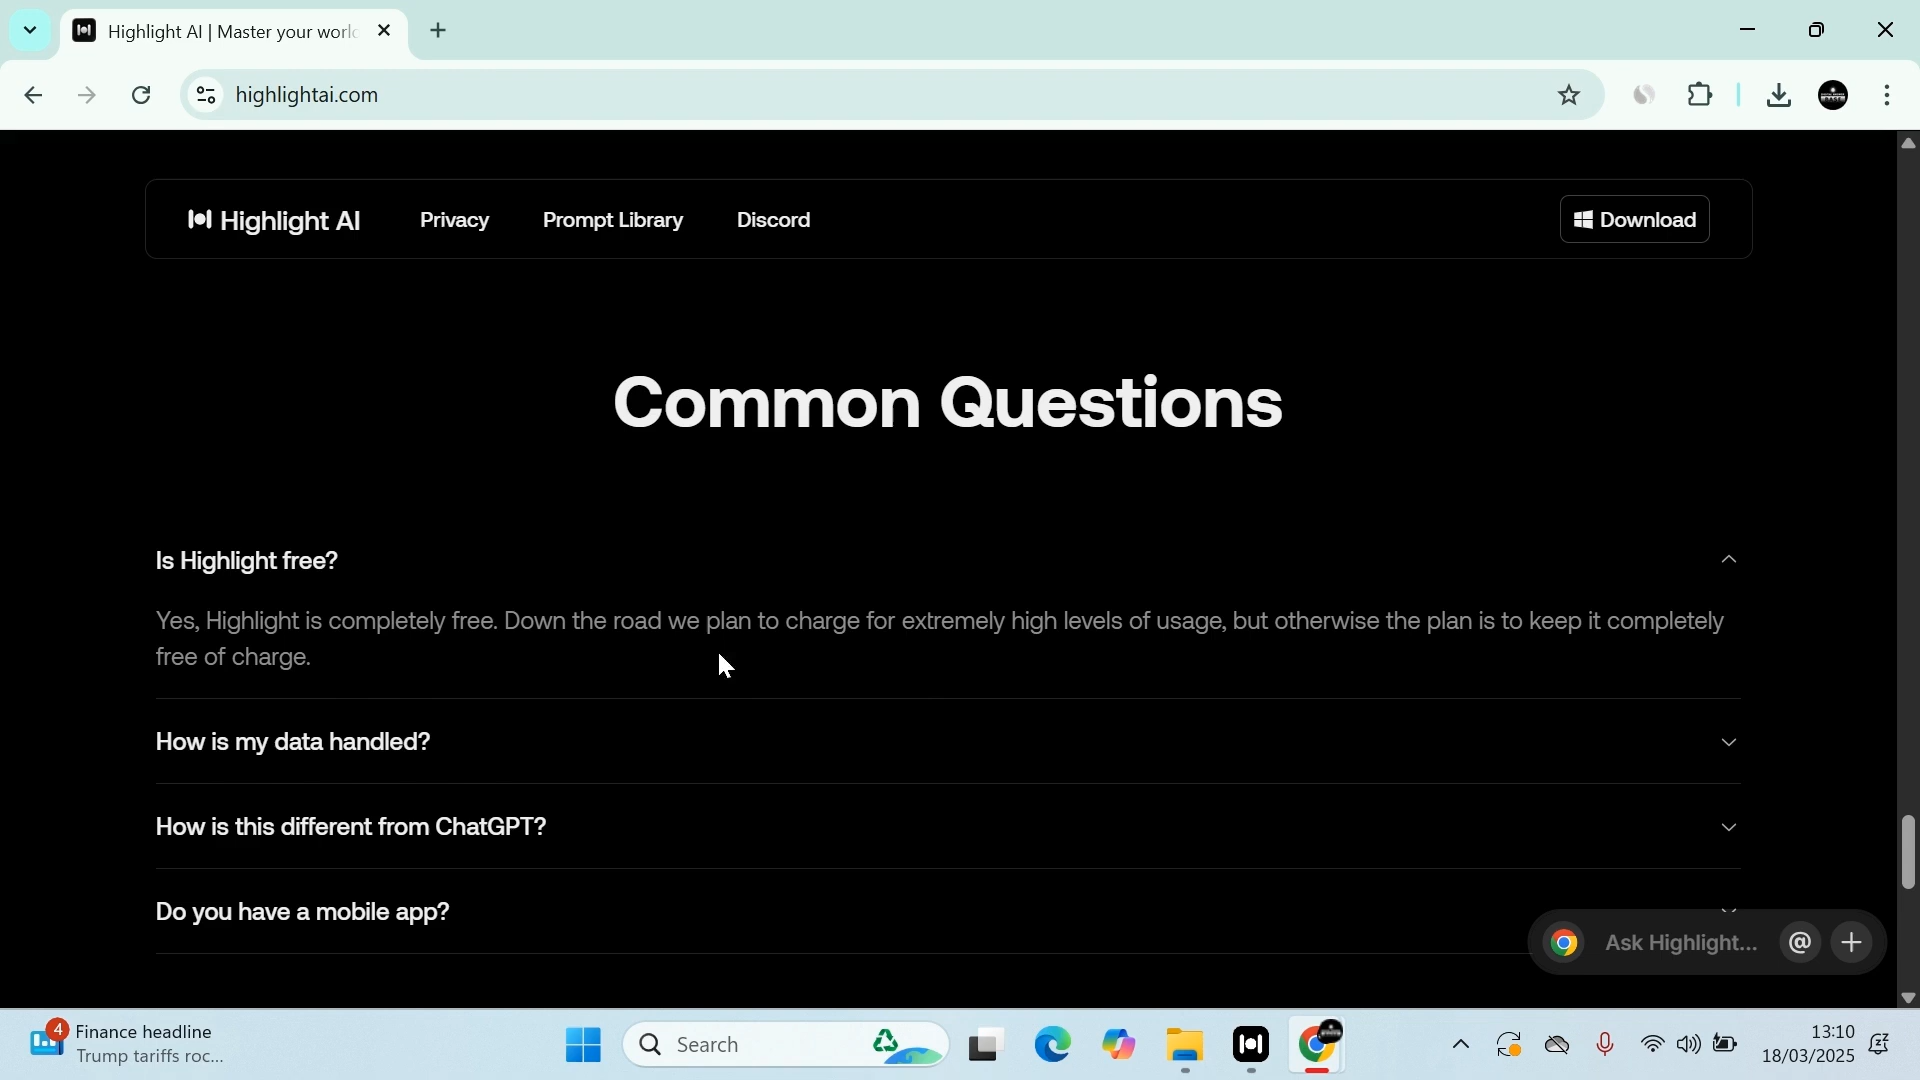 Highlight AI | Master your worl
highlightai.com
Highlight AI
Privacy
Prompt Library
Discord
Download
Common Questions
Is Highlight free?
Yes, Highlight is completely free. Down the road we plan to charge for extremely high levels of usage, but otherwise the plan is to keep it completely
free of charge.
How is my data handled?
How is this different from ChatGPT?
Do you have a mobile app?
Ask Highlight...
@
4
Finance headline
Trump tariffs roc...
Search
13:10
18/03/2025